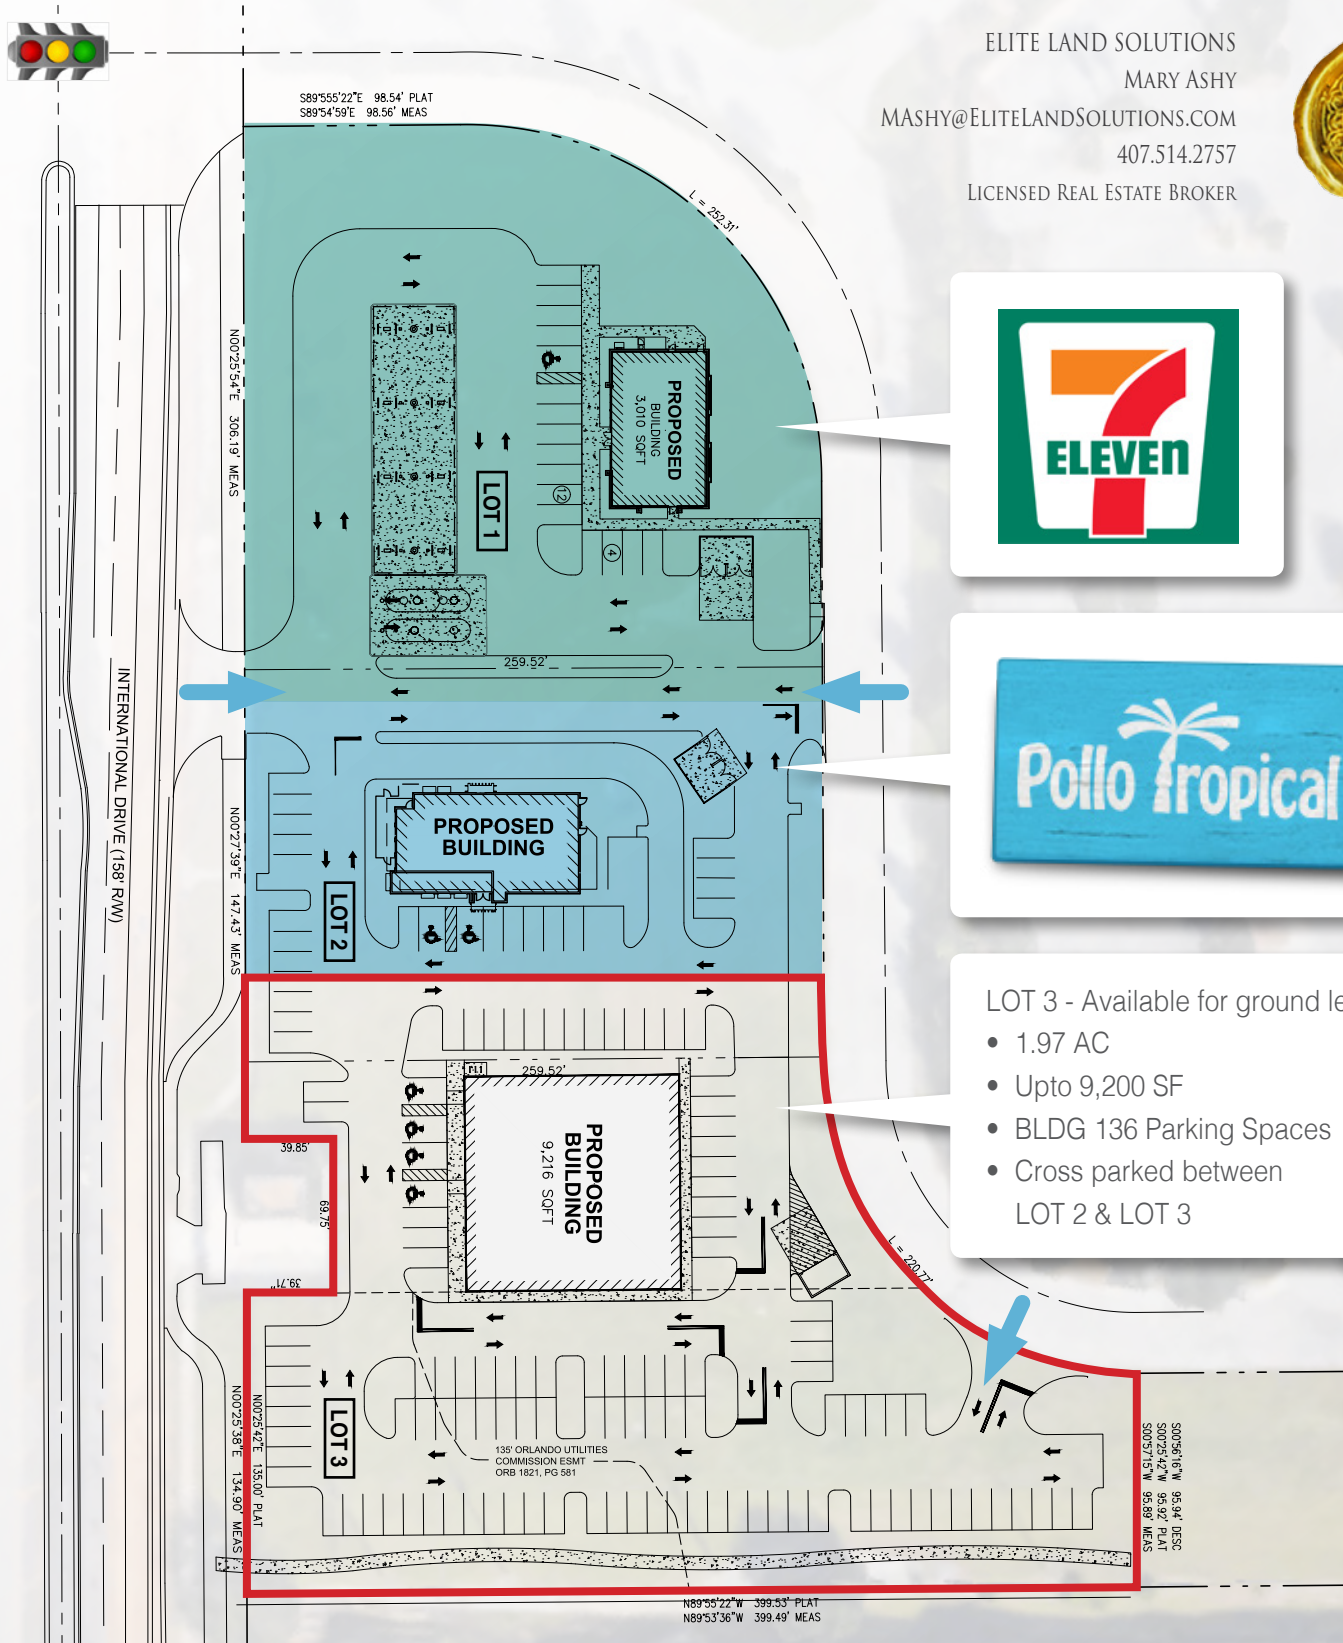 ELITE LAND SOLUTIONS
MARY ASHY
MASHY@ELITELANDSOLUTIONS.COM
407.514.2757
LICENSED REAL ESTATE BROKER
S89°555'22"E 98.54' PLAT
S89°54'59'E 98.56' MEAS
L = 252.31'
N00°25'54"E 306.19' MEAS
PROPOSED
BUILDING
3,010 SQFT
12
LOT 1
4
259.52'
7
ELEVEn
INTERNATIONAL DRIVE (158' R/W)
N00°27'39"E 147.43' MEAS
PROPOSED
BUILDING
LOT 2
Pollo Tropical
LOT 3 - Available for ground le
• 1.97 AC
• Upto 9,200 SF
• BLDG 136 Parking Spaces
• Cross parked between
LOT 2 & LOT 3
259.52'
PROPOSED
BUILDING
9,216 SQFT
39.85'
69.75'
39.71"
L = 220.77'
LOT 3
N00°25'42"E 135.00' PLAT
N00°25'38"E 134.90' MEAS
135' ORLANDO UTILITIES
COMMISSION ESMT
ORB 1821, PG 581
S00°56'16"W 95.94' DESC
S00°25'42"W 95.92' PLAT
S00°57'15"W 95.89' MEAS
N89°55'22"W 399.53' PLAT
N89°53'36"W 399.49' MEAS